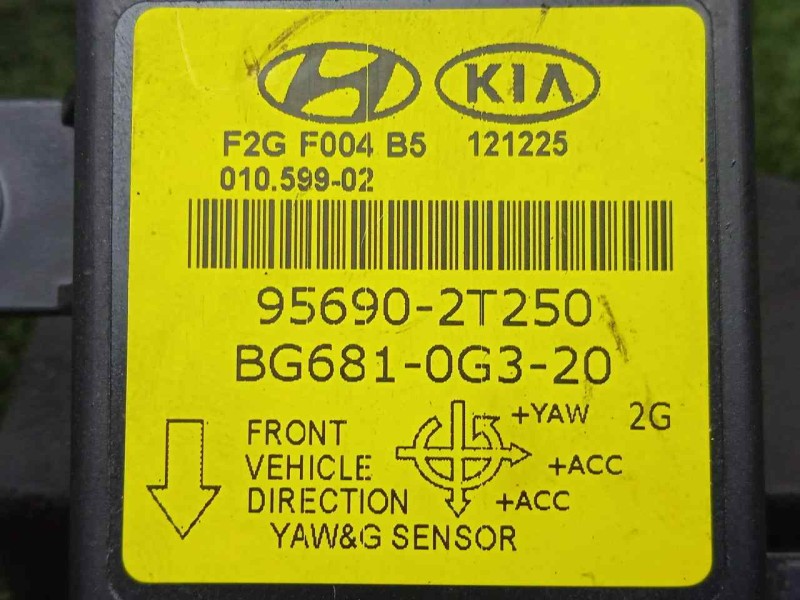 KIA
F2G F004 B5 121225
010.599-02
95690-2T250
BG681-0G3-20
+YAW 2G
FRONT
VEHICLE +ACC
DIRECTION +ACC
YAW&G SENSOR